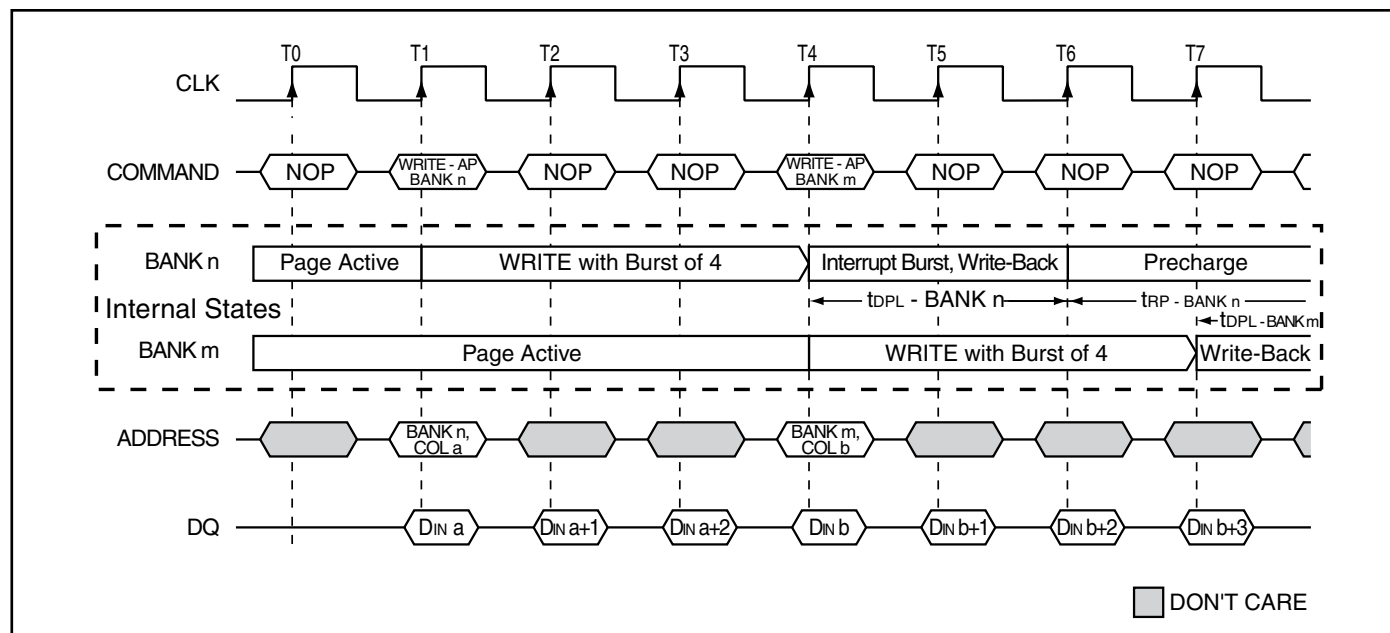 T0 T1 T2 T3 T4 T5 T6 T7
CLK
COMMAND NOP WRITE - AP BANK n NOP NOP WRITE - AP BANK m NOP NOP NOP
BANK n Page Active WRITE with Burst of 4 Interrupt Burst, Write-Back Precharge
tDPL - BANK n tRP - BANK n
Internal States
tDPL - BANK m
BANK m Page Active WRITE with Burst of 4 Write-Back
ADDRESS BANK n, COL a BANK m, COL b
DQ DIN a DIN a+1 DIN a+2 DIN b DIN b+1 DIN b+2 DIN b+3
DON'T CARE